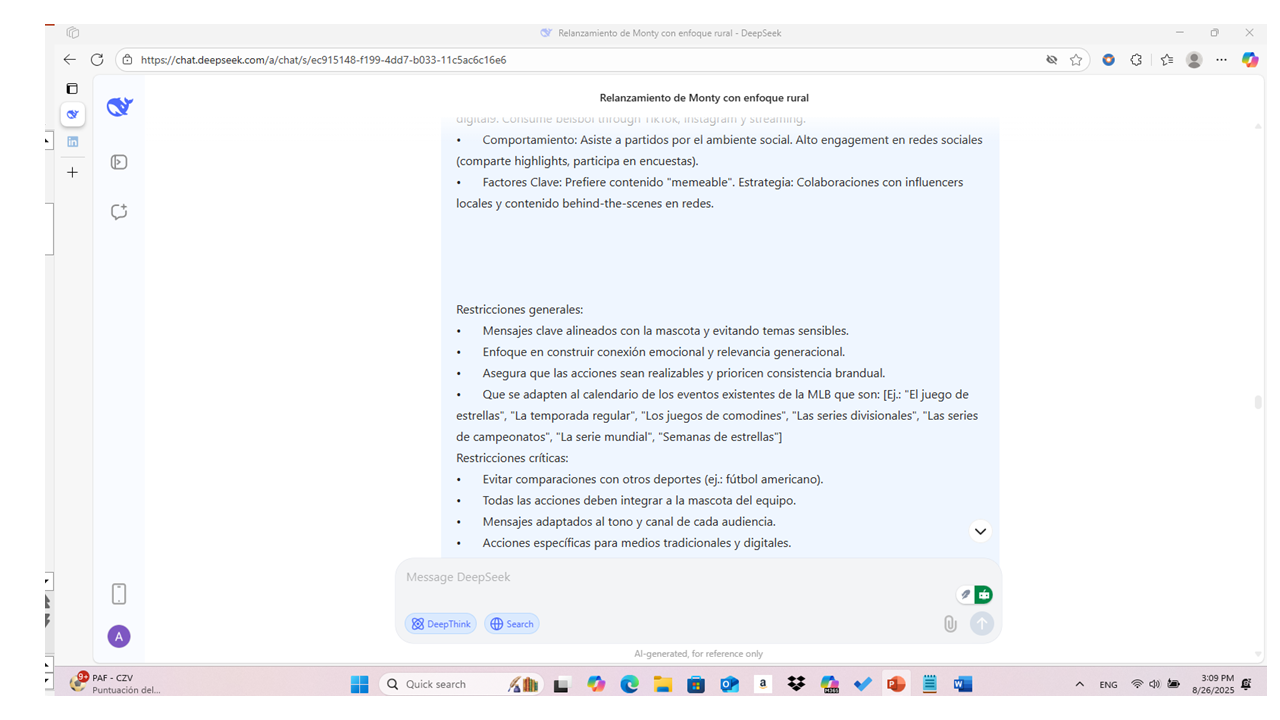 Relanzamiento de Monty con enfoque rural - DeepSeek
https://chat.deepseek.com/a/chat/s/ec915148-f199-4dd7-b033-11c5ac6c16e6
Relanzamiento de Monty con enfoque rural
digitals. Consume béisbol through TikTok, Instagram y streaming.
• Comportamiento: Asiste a partidos por el ambiente social. Alto engagement en redes sociales
(comparte highlights, participa en encuestas).
• Factores Clave: Prefiere contenido "memeable". Estrategia: Colaboraciones con influencers
locales y contenido behind-the-scenes en redes.
Restricciones generales:
• Mensajes clave alineados con la mascota y evitando temas sensibles.
• Enfoque en construir conexión emocional y relevancia generacional.
• Asegura que las acciones sean realizables y prioricen consistencia brandual.
• Que se adapten al calendario de los eventos existentes de la MLB que son: [Ej.: "El juego de
estrellas", "La temporada regular", "Los juegos de comodines", "Las series divisionales", "Las series
de campeonatos", "La serie mundial", "Semanas de estrellas"]
Restricciones críticas:
• Evitar comparaciones con otros deportes (ej.: fútbol americano).
• Todas las acciones deben integrar a la mascota del equipo.
• Mensajes adaptados al tono y canal de cada audiencia.
• Acciones específicas para medios tradicionales y digitales.
Message DeepSeek
DeepThink
Search
A
AI-generated, for reference only
9+
PAF - CZV
Puntuación del...
Quick search
M365
ENG
3:09 PM
8/26/2025